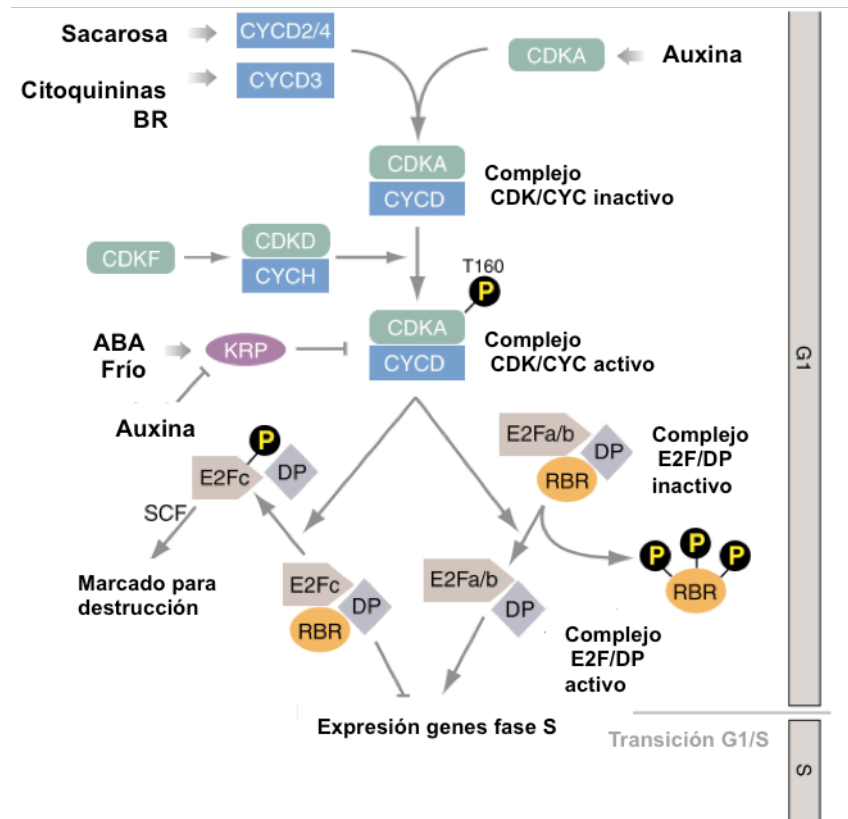 Sacarosa
CYCD2/4
CDKA
Auxina
Citoquininas
BR
CYCD3
CDKA
CYCD
Complejo
CDK/CYC inactivo
CDKF
CDKD
CYCH
T160
P
ABA
Frío
KRP
CDKA
CYCD
Complejo
CDK/CYC activo
G1
Auxina
P
E2Fc
DP
SCF
Marcado para
destrucción
E2Fa/b
DP
RBR
Complejo
E2F/DP
inactivo
P
P
P
RBR
E2Fc
DP
RBR
E2Fa/b
DP
Complejo
E2F/DP
activo
Expresión genes fase S
Transición G1/S
S